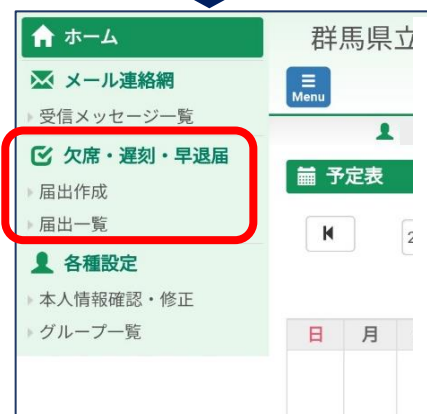 ホーム
メール連絡網
受信メッセージ一覧
欠席・遅刻・早退届
届出作成
届出一覧
各種設定
本人情報確認・修正
グループ一覧
群馬県立
Menu
予定表
2
日 月